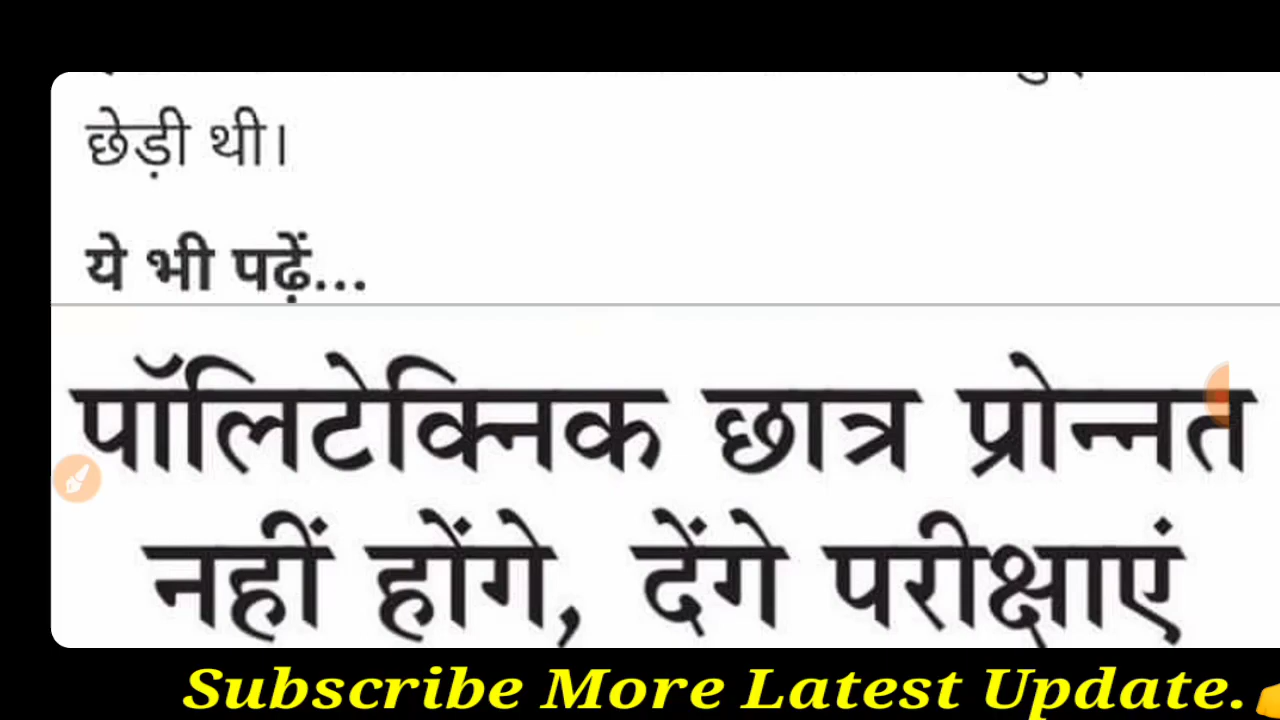 छेड़ी थी।
ये भी पढ़ें...
पॉलिटेक्निक छात्र प्रोन्नत
नहीं होंगे, देंगे परीक्षाएं
Subscribe More Latest Update.